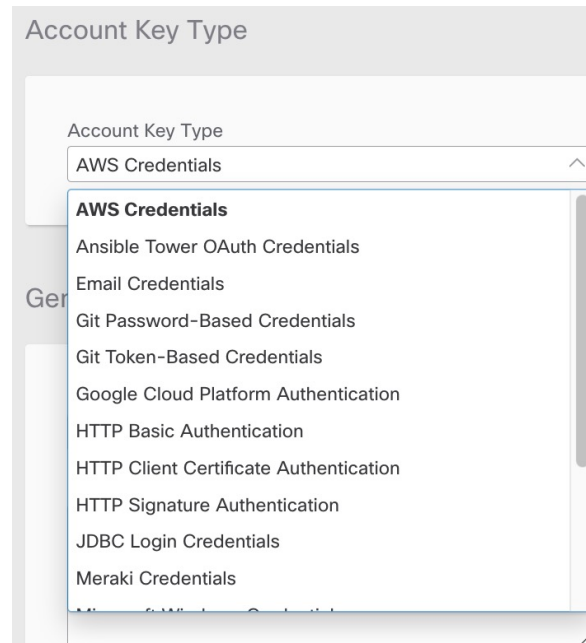 Account Key Type
Account Key Type
AWS Credentials
AWS Credentials
Ansible Tower OAuth Credentials
Email Credentials
Git Password-Based Credentials
Git Token-Based Credentials
Google Cloud Platform Authentication
HTTP Basic Authentication
HTTP Client Certificate Authentication
HTTP Signature Authentication
JDBC Login Credentials
Meraki Credentials